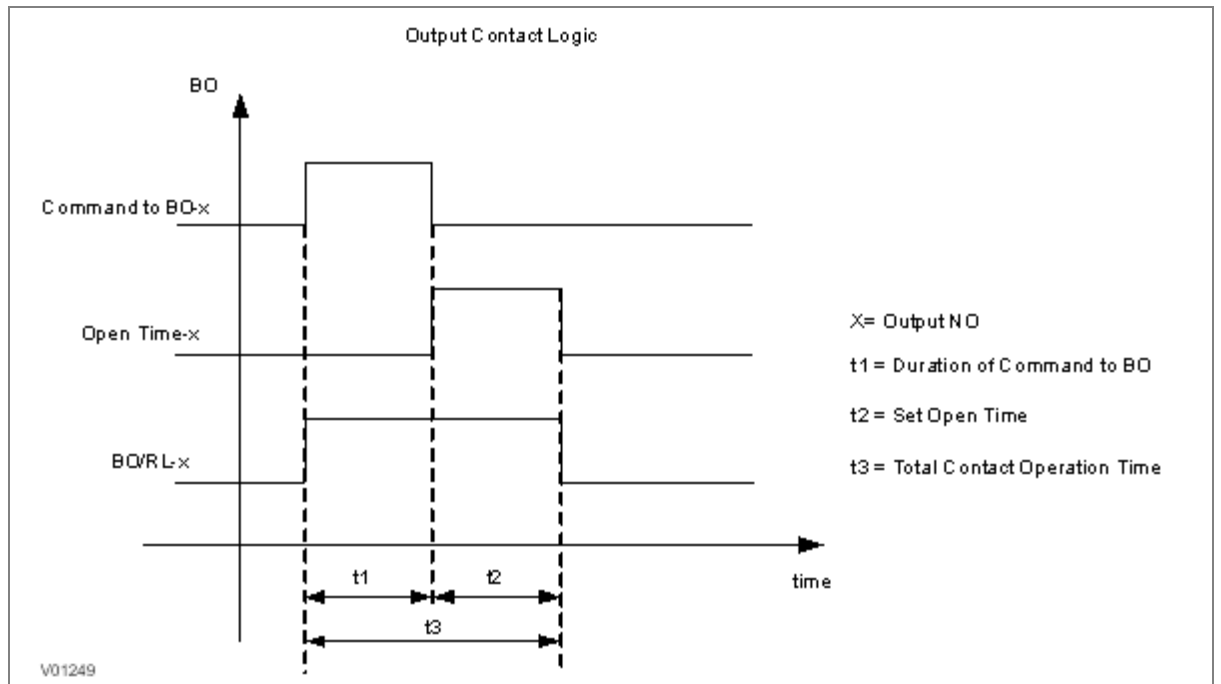 Output Contact Logic
BO
Command to BO-x
Open Time-x
BO/RL-x
X= Output NO
t1 = Duration of Command to BO
t2 = Set Open Time
t3 = Total Contact Operation Time
t1
t2
t3
time
V01249